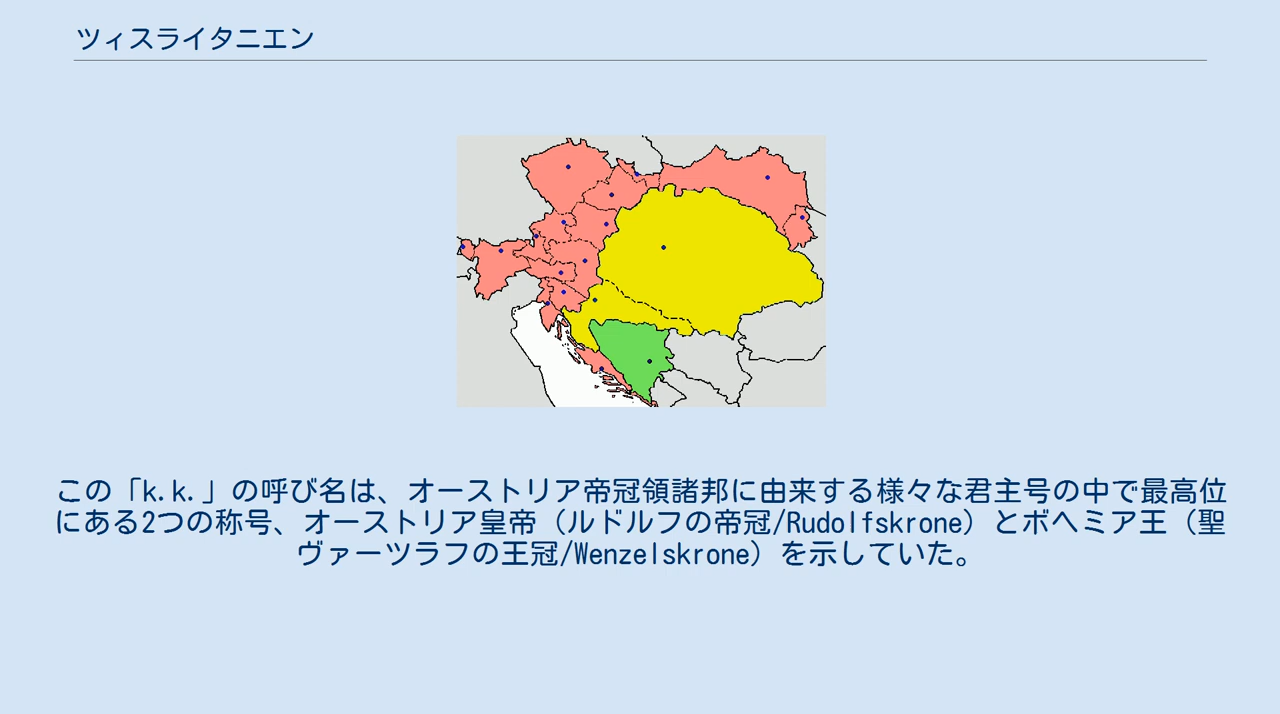 ツィスライタニエン
この「k.k.」の呼び名は、オーストリア帝冠領諸邦に由来する様々な君主号の中で最高位
にある2つの称号、オーストリア皇帝（ルドルフの帝冠/Rudolfskrone）とボヘミア王（聖
ヴァーツラフの王冠/Wenzelskrone）を示していた。